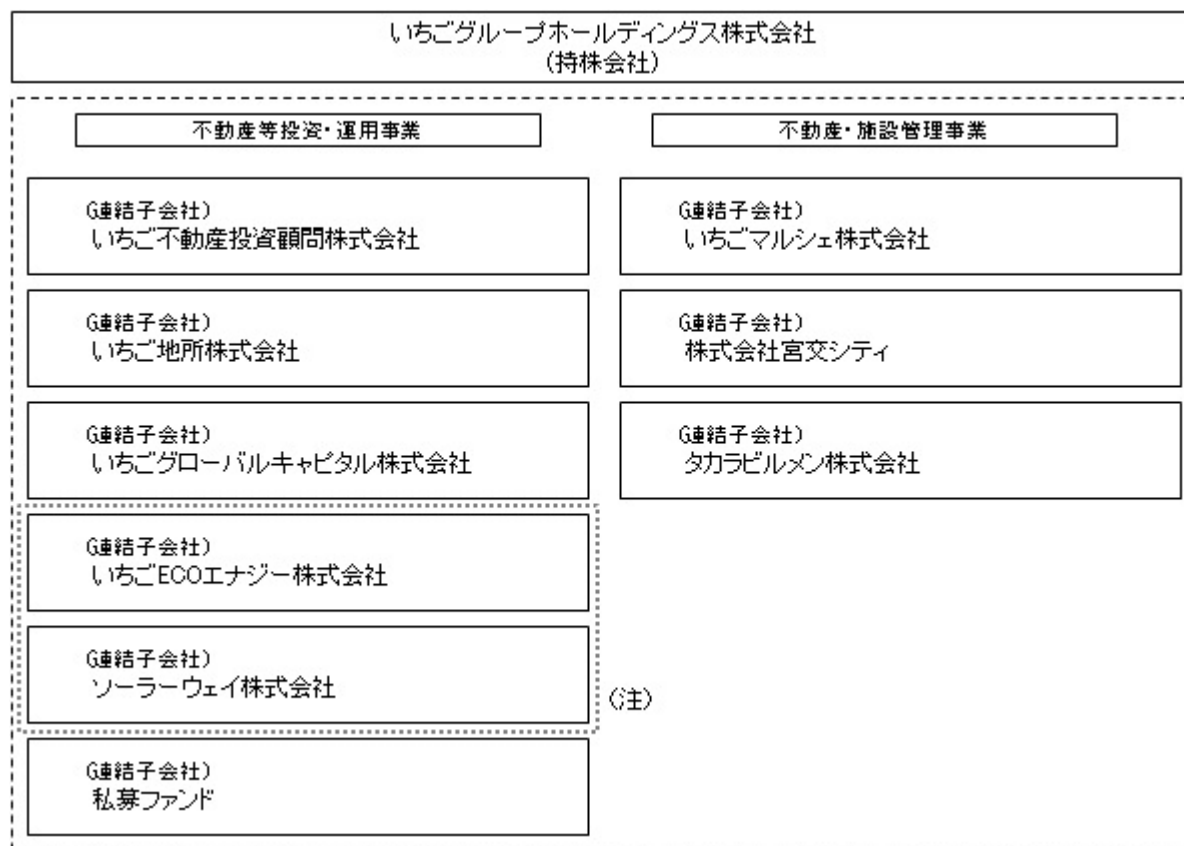 いちごグループホールディングス株式会社
(持株会社)
不動産等投資・運用事業
不動産・施設管理事業
(連結子会社)
いちご不動産投資顧問株式会社
(連結子会社)
いちご地所株式会社
(連結子会社)
いちごグローバルキャピタル株式会社
(連結子会社)
いちごECOエナジー株式会社
(連結子会社)
ソーラーウェイ株式会社
(注)
(連結子会社)
私募ファンド
(連結子会社)
いちごマルシェ株式会社
(連結子会社)
株式会社宮交シティ
(連結子会社)
タカラビルメン株式会社